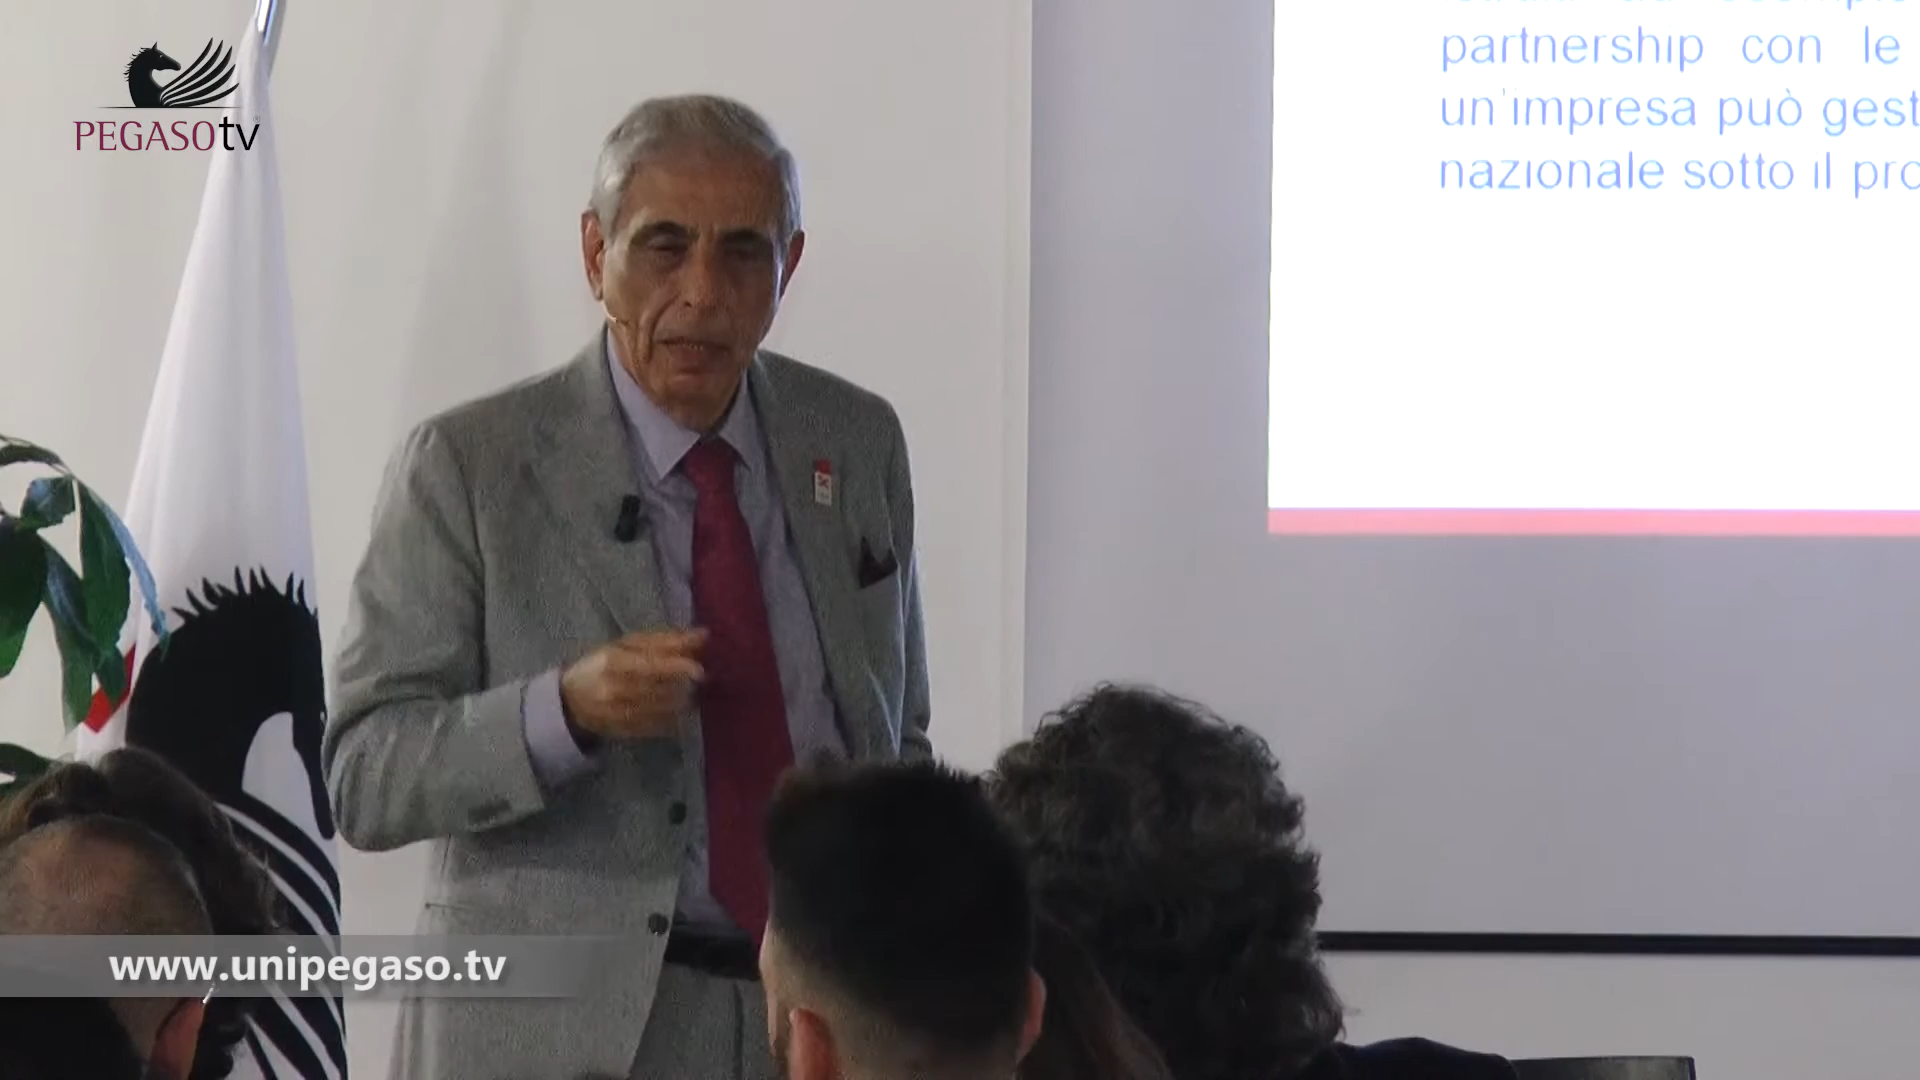 PEGASOtv
partnership con le
un'impresa può gest
nazionale sotto il pro
www.unipegaso.tv